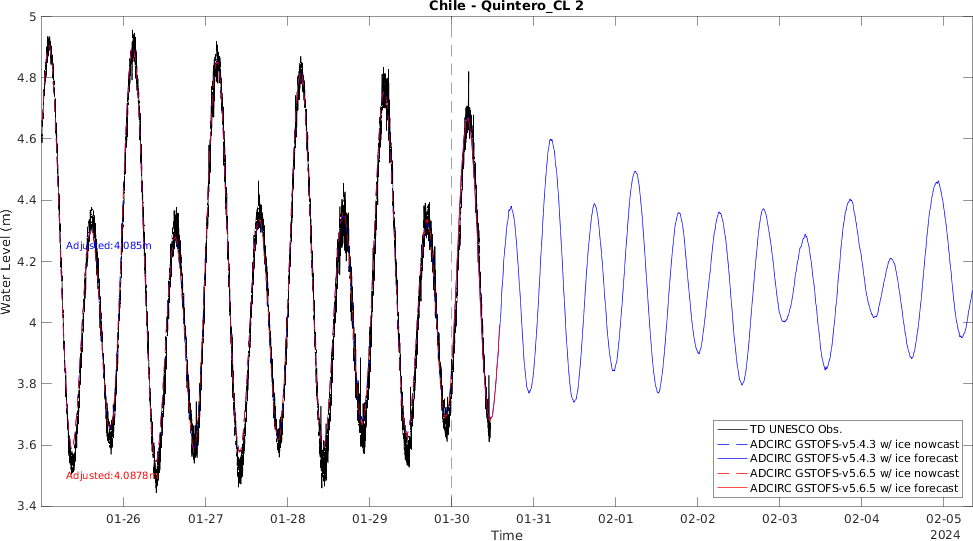 Chile - Quintero_CL 2
Water Level (m)
5
4.8
4.6
4.4
4.2
4
3.8
3.6
3.4
Adjusted:4.085m
Adjusted:4.0878m
TD UNESCO Obs.
ADCIRC GSTOFS-v5.4.3 w/ ice nowcast
ADCIRC GSTOFS-v5.4.3 w/ ice forecast
ADCIRC GSTOFS-v5.6.5 w/ ice nowcast
ADCIRC GSTOFS-v5.6.5 w/ ice forecast
01-26 01-27 01-28 01-29 01-30 01-31 02-01 02-02 02-03 02-04 02-05
2024
Time